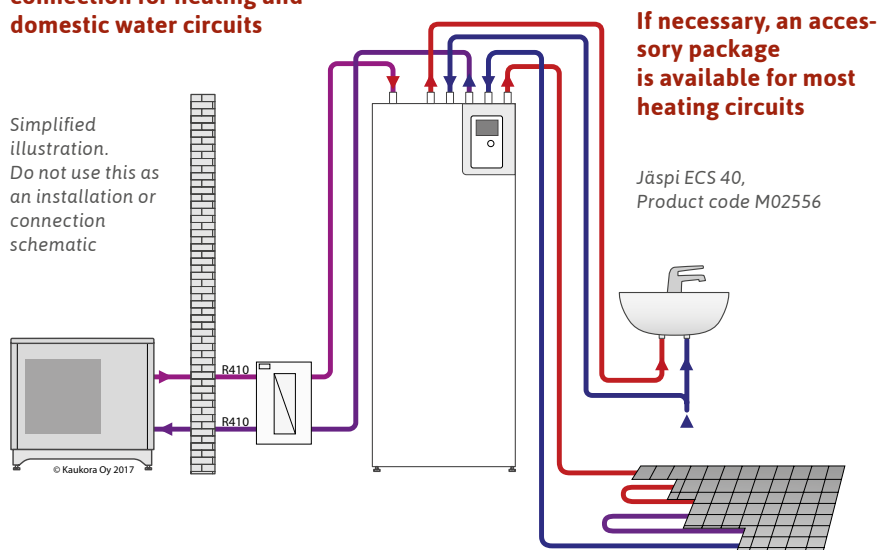 connection for heating and
domestic water circuits
Simplified
illustration.
Do not use this as
an installation or
connection
schematic
If necessary, an acces-
sory package
is available for most
heating circuits
Jäspi ECS 40,
Product code M02556
R410
R410
© Kaukora Oy 2017